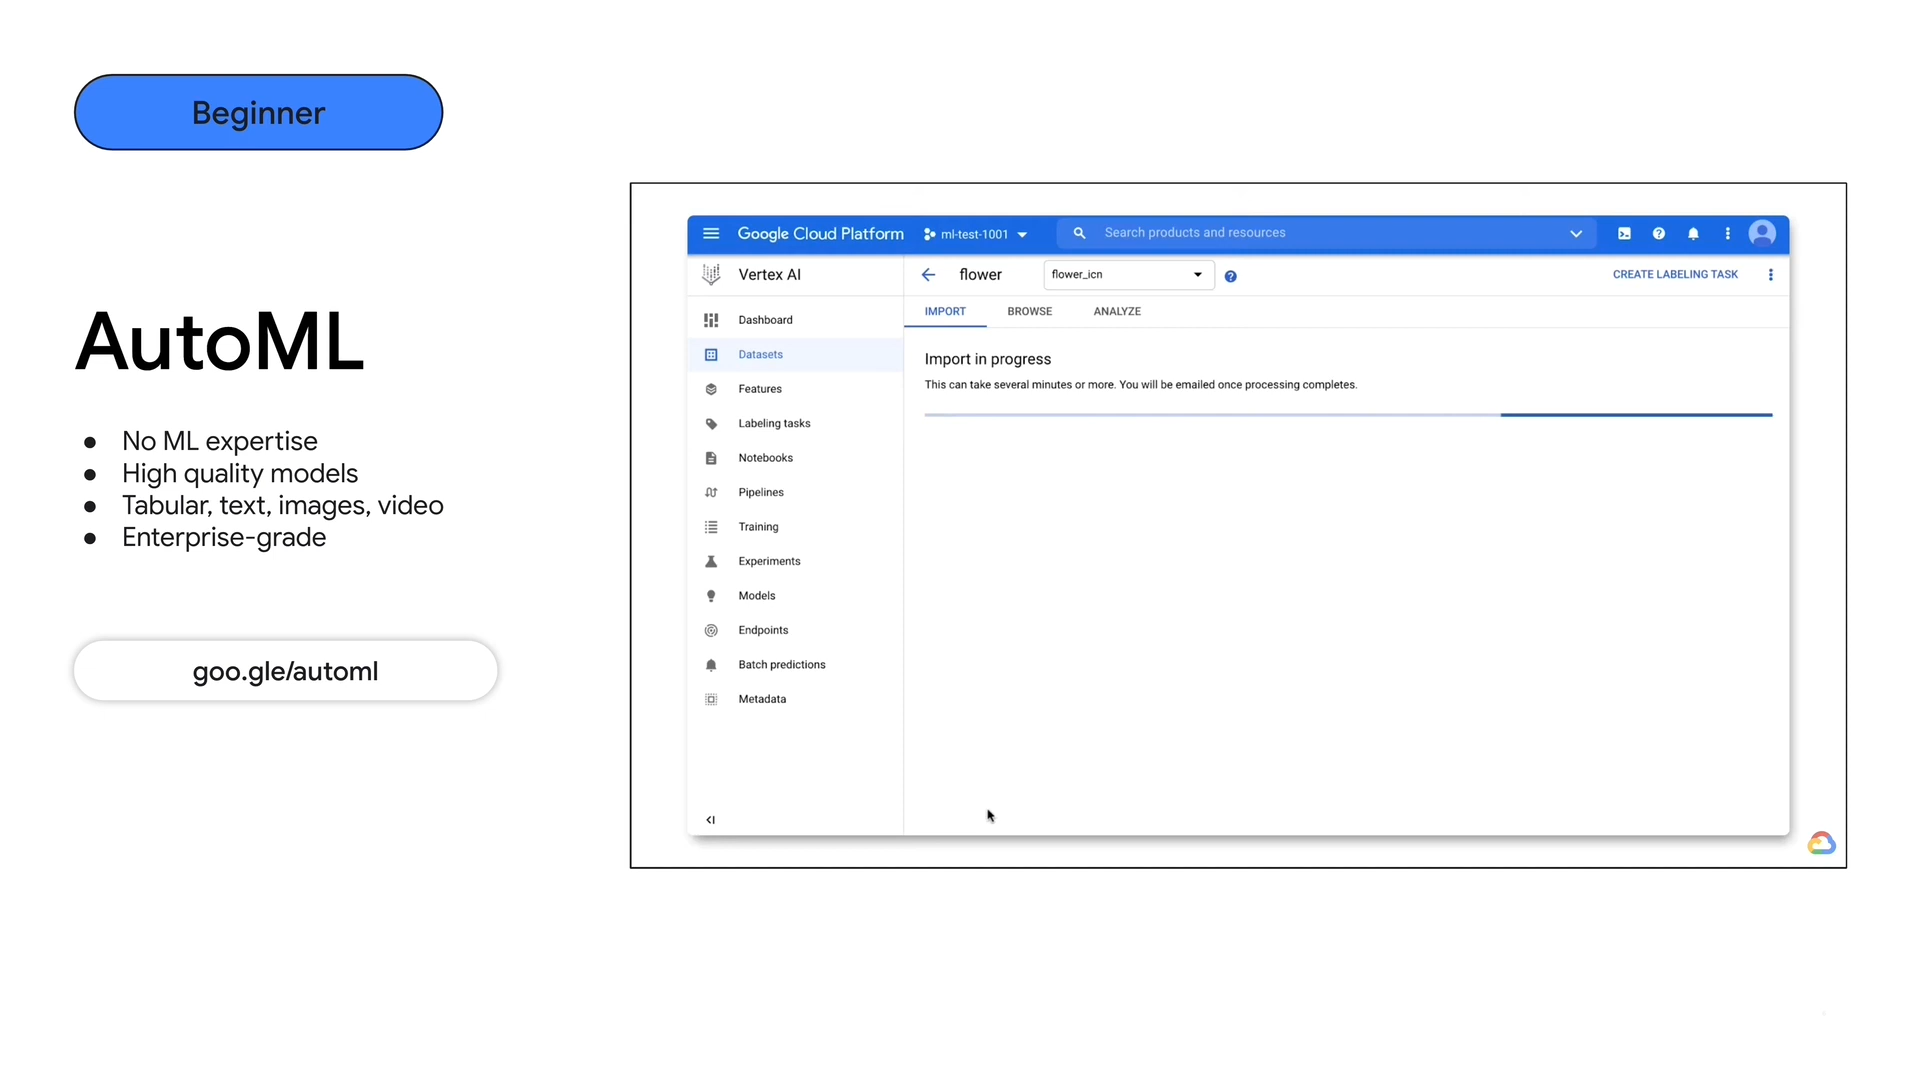 Beginner
AutoML
● No ML expertise
● High quality models
● Tabular, text, images, video
● Enterprise-grade
goo.gle/automl
Google Cloud Platform ml-test-1001 Search products and resources
Vertex AI flower flower_icn CREATE LABELING TASK
IMPORT BROWSE ANALYZE
Dashboard
Datasets
Features
Labeling tasks
Notebooks
Pipelines
Training
Experiments
Models
Endpoints
Batch predictions
Metadata
Import in progress
This can take several minutes or more. You will be emailed once processing completes.